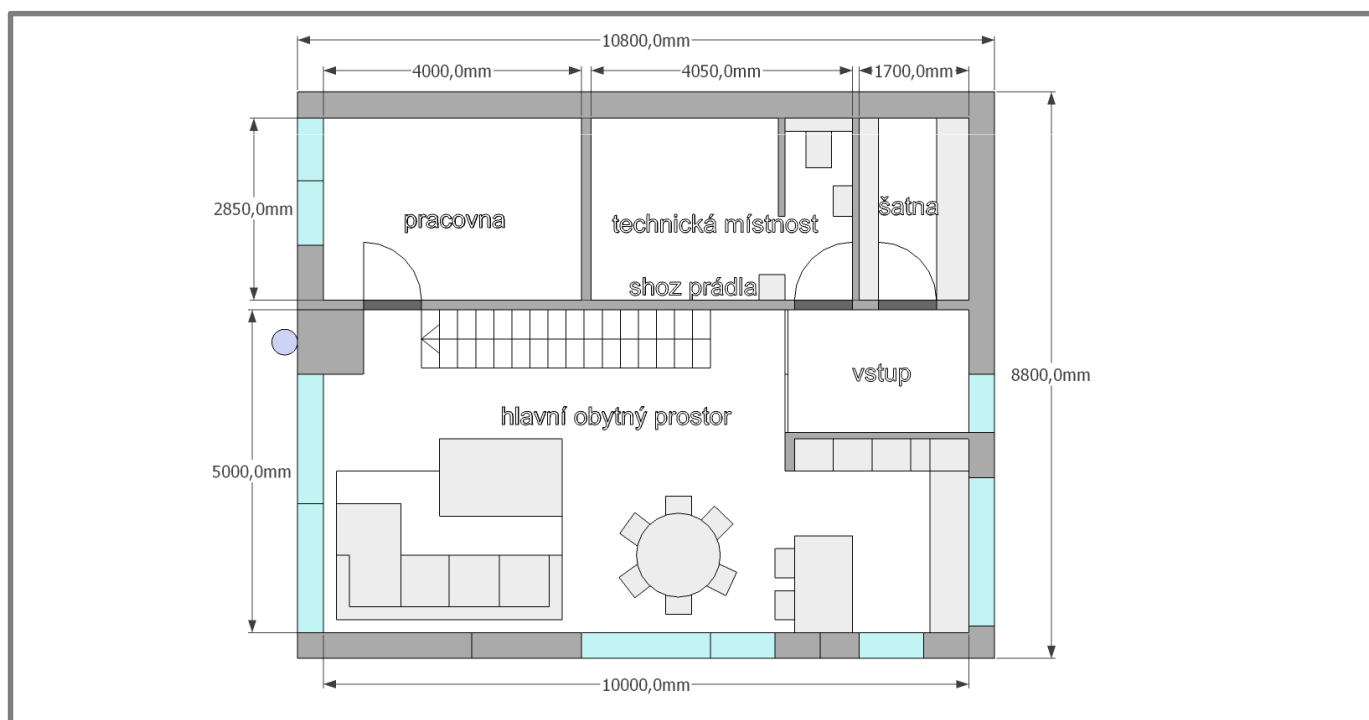 10800,0mm
4000,0mm
4050,0mm
1700,0mm
2850,0mm
pracovna
technická místnost
šatna
shoz prádla
vstup
8800,0mm
hlavní obytný prostor
5000,0mm
10000,0mm